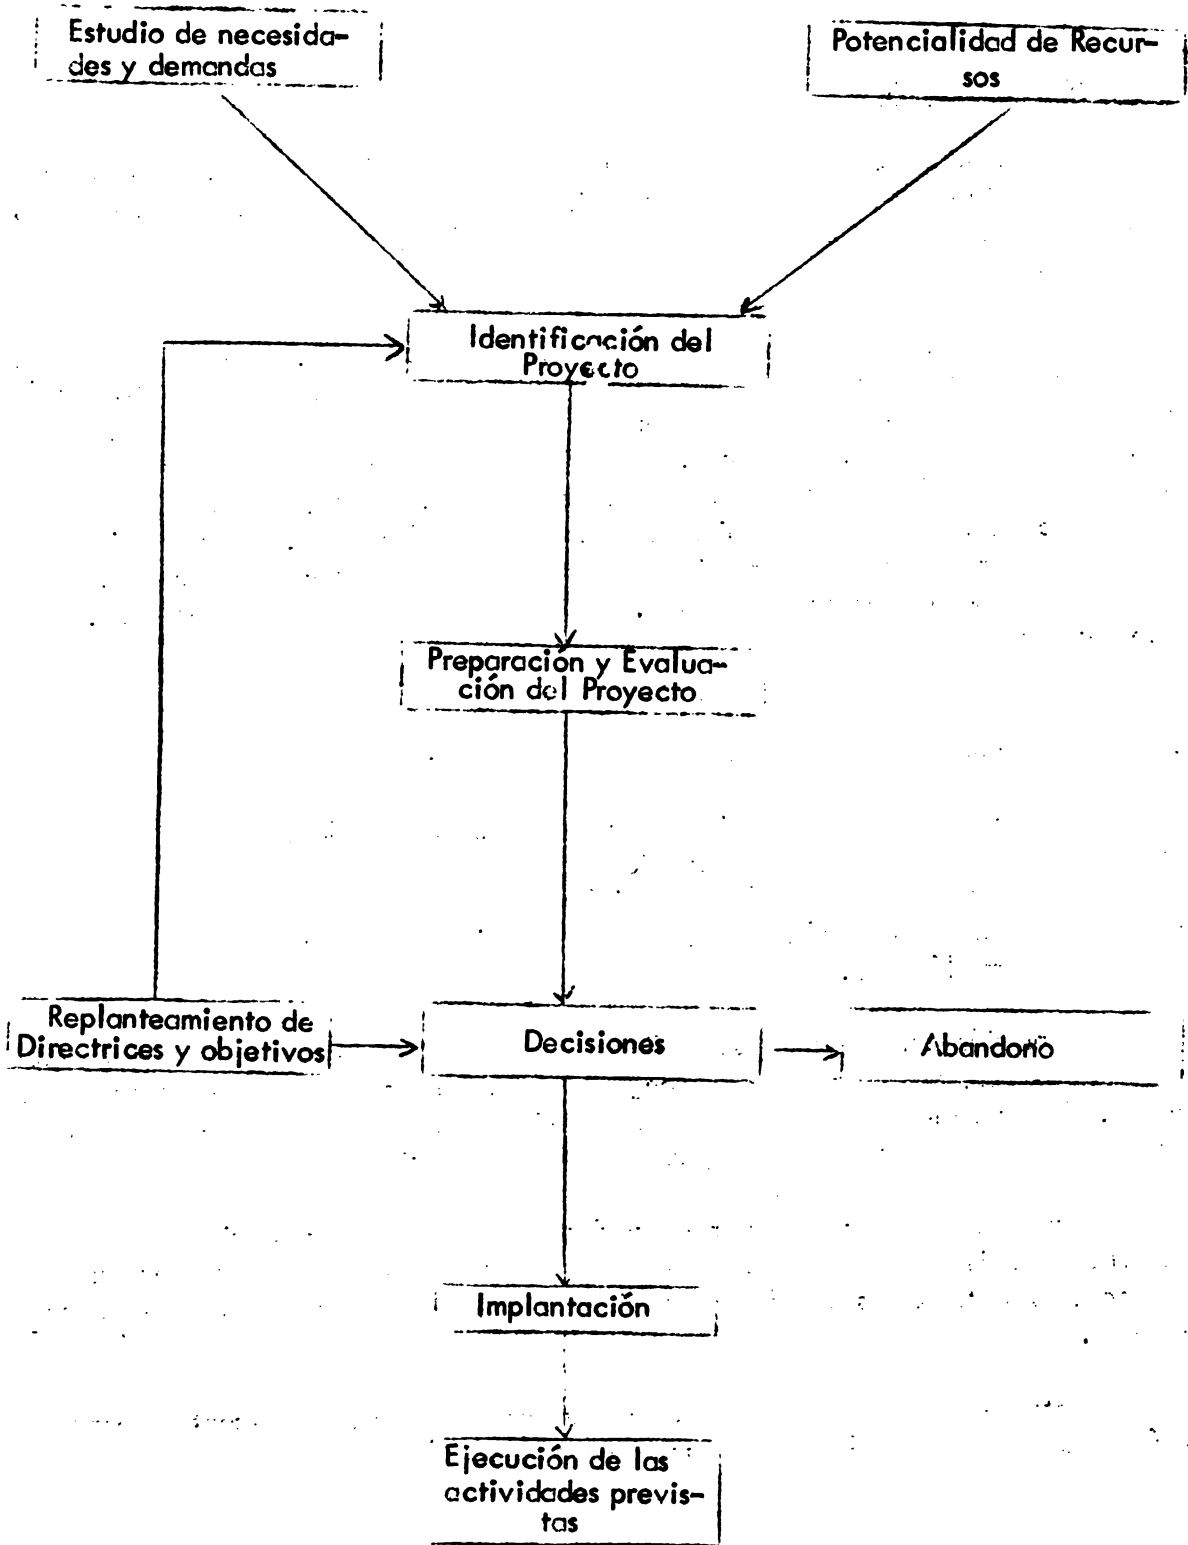 Estudio de necesida-
des y demandas
Potencialidad de Recur-
sos
Identificación del
Proyecto
Preparación y Evalua-
ción del Proyecto
Replanteamiento de
Directrices y objetivos
Decisiones
Abandono
Implantación
Ejecución de las
actividades previs-
tas